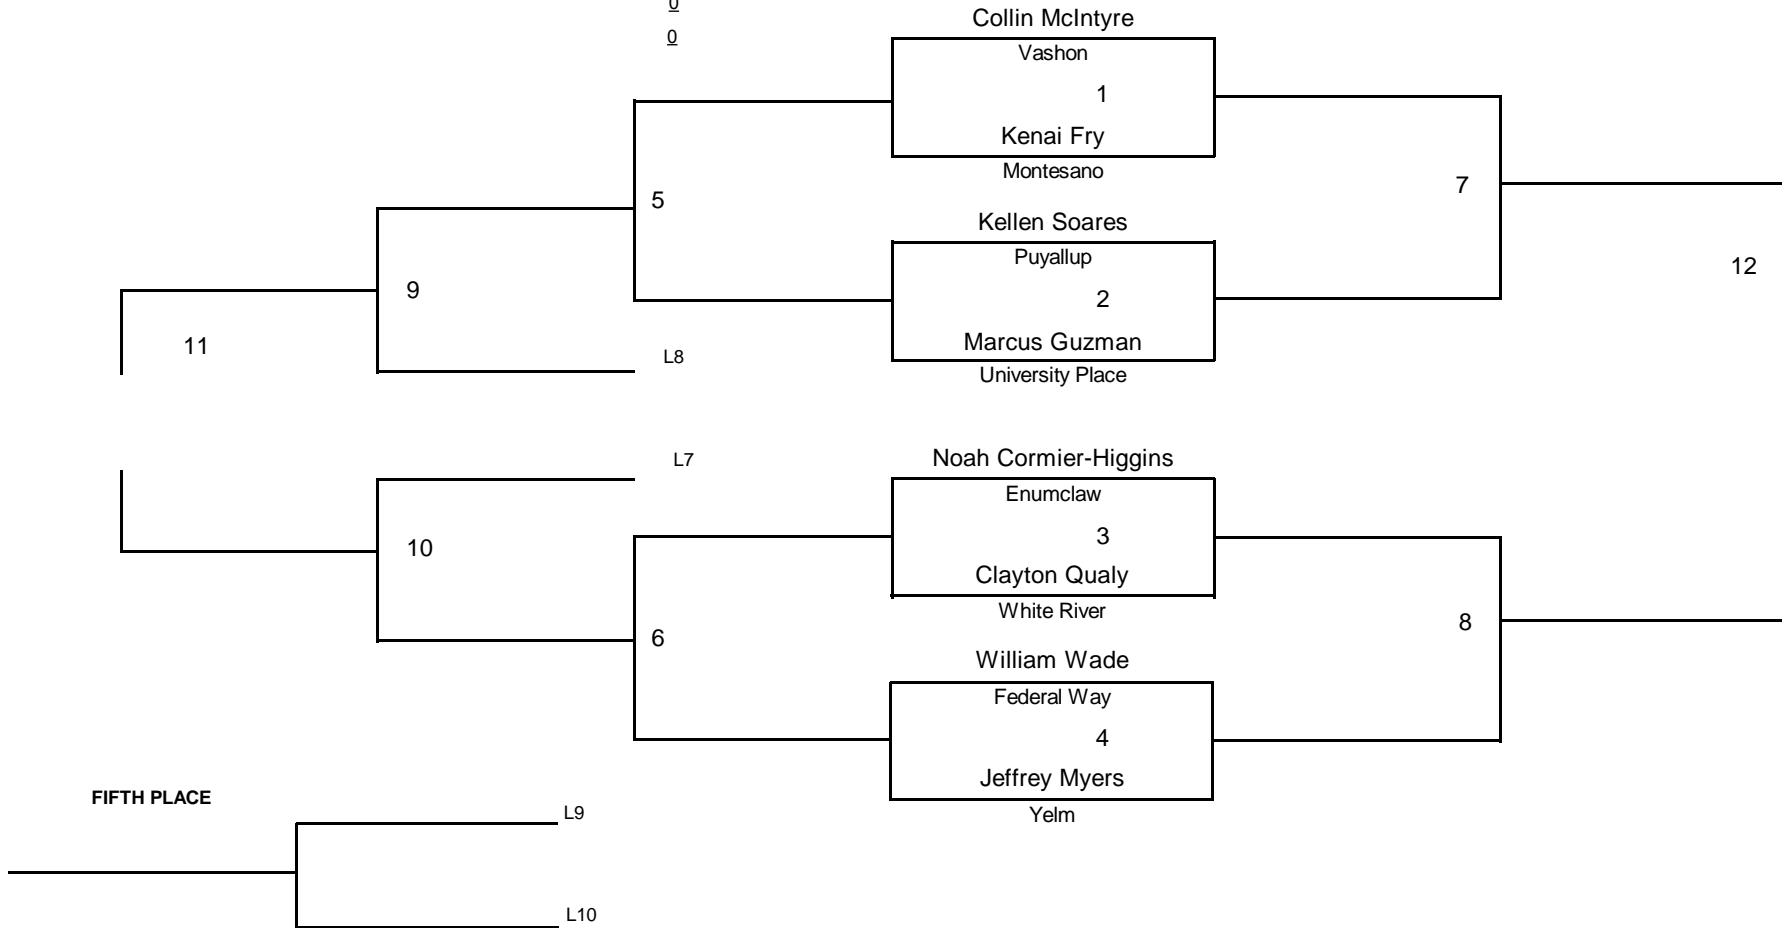 0
0
Collin McIntyre
Vashon
1
Kenai Fry
Montesano
5
7
Kellen Soares
Puyallup
9
2
12
11
L8
Marcus Guzman
University Place
L7
Noah Cormier-Higgins
Enumclaw
10
3
Clayton Qualy
White River
6
8
William Wade
Federal Way
4
Jeffrey Myers
Yelm
FIFTH PLACE
L9
L10